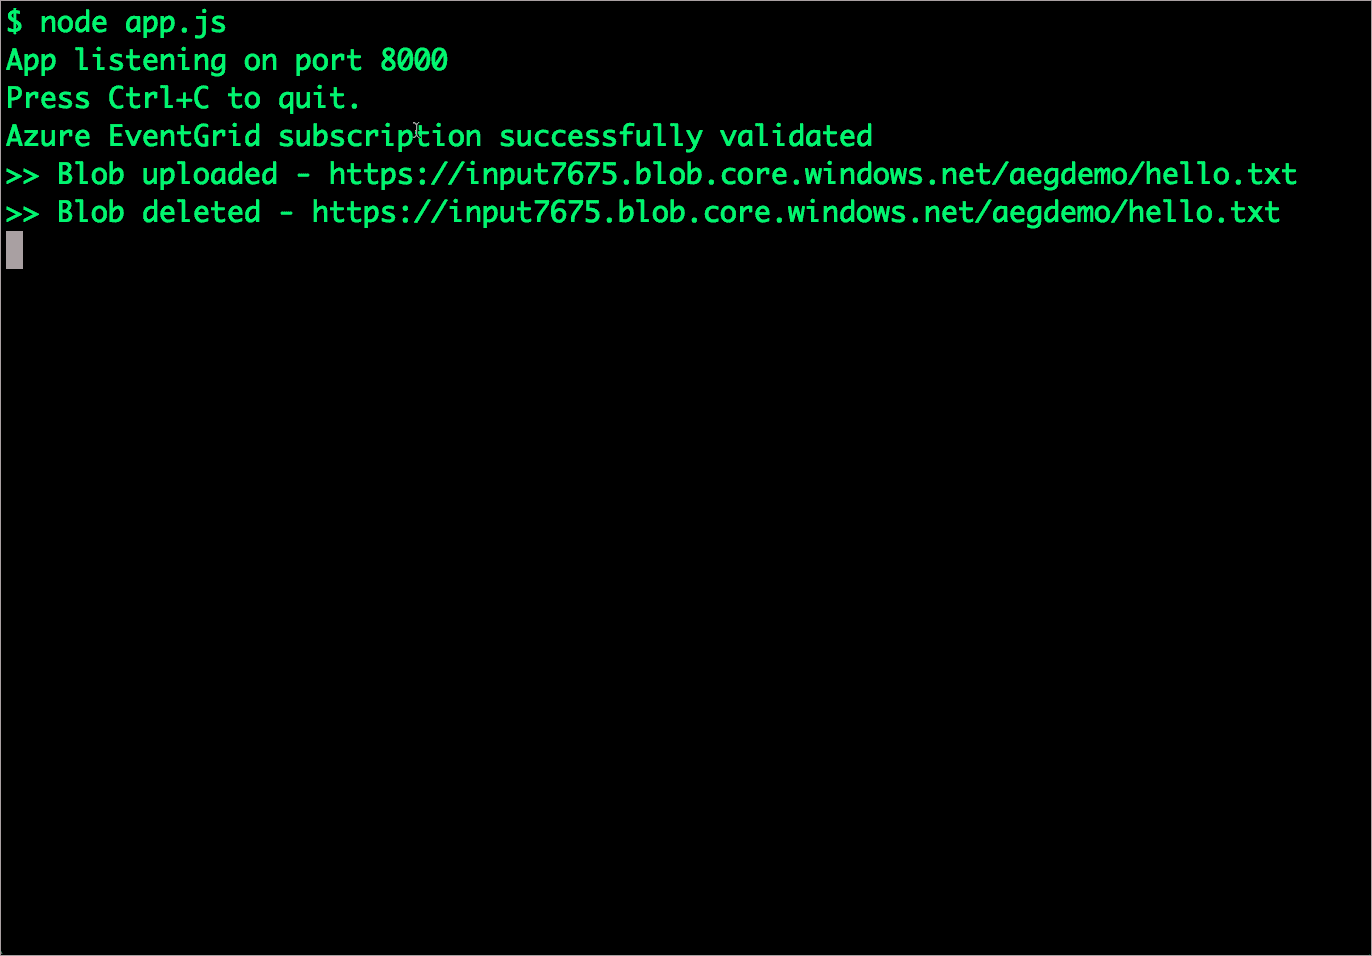 $ node app.js
App listening on port 8000
Press Ctrl+C to quit.
Azure EventGrid subscription successfully validated
>> Blob uploaded - https://input7675.blob.core.windows.net/aegdemo/hello.txt
>> Blob deleted - https://input7675.blob.core.windows.net/aegdemo/hello.txt